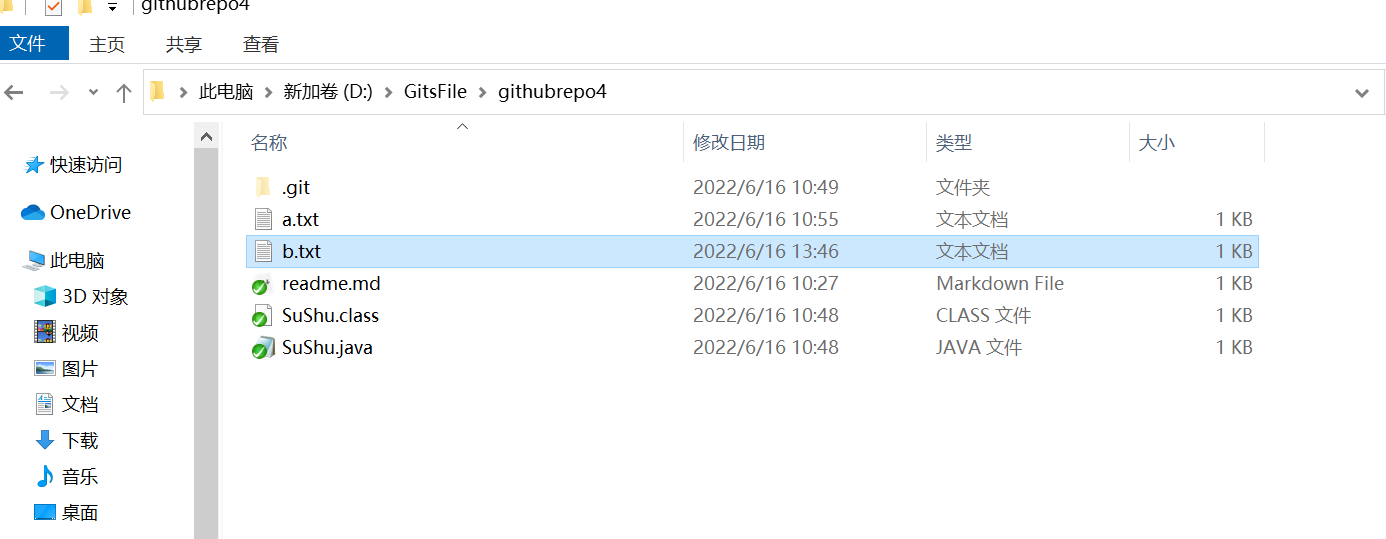 githubrepo4
文件 主页 共享 查看
此电脑 新加卷 (D:) GitsFile githubrepo4
名称 修改日期 类型 大小
快速访问
OneDrive
此电脑
3D 对象
视频
图片
文档
下载
音乐
桌面
.git 2022/6/16 10:49 文件夹
a.txt 2022/6/16 10:55 文本文档 1 KB
b.txt 2022/6/16 13:46 文本文档 1 KB
readme.md 2022/6/16 10:27 Markdown File 1 KB
SuShu.class 2022/6/16 10:48 CLASS 文件 1 KB
SuShu.java 2022/6/16 10:48 JAVA 文件 1 KB